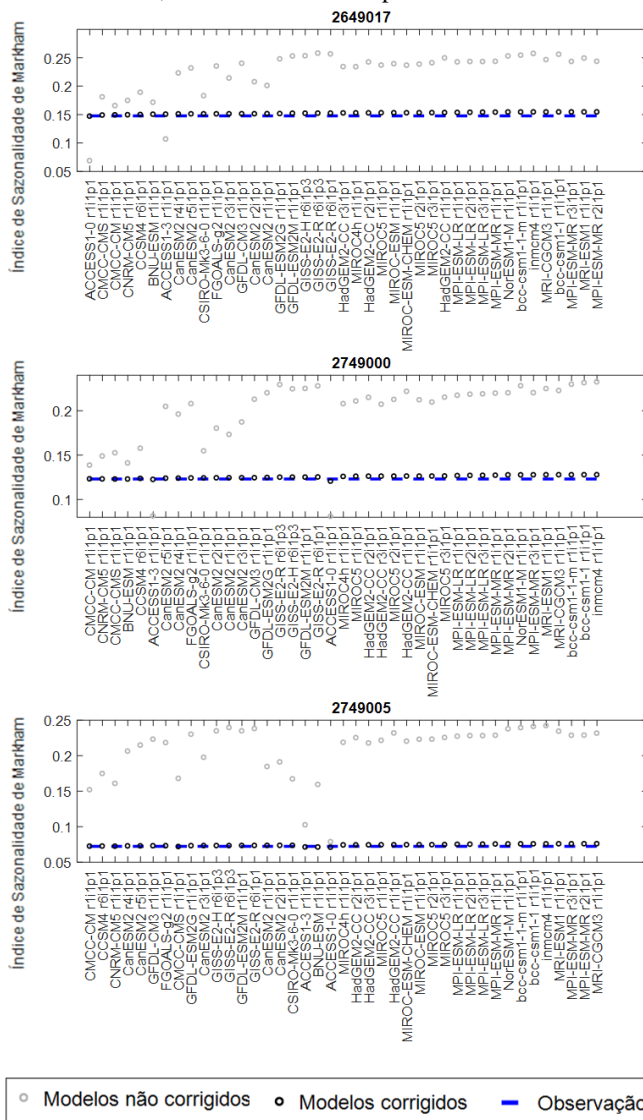 2649017
Índice de Sazonalidade de Markham
0.25
0.2
0.15
0.1
0.05
ACCESS1-0 r1i1p1
CMCC-CMS r1i1p1
CMCC-CM r1i1p1
CNRM-CM5 r1i1p1
CCSM4 r6i1p1
BNU-ESM r1i1p1
ACCESS1-3 r1i1p1
CanESM2 r4i1p1
CanESM2 r5i1p1
CSIRO-Mk3-6-0 r1i1p1
FGOALS-g2 r1i1p1
CanESM2 r3i1p1
GFDL-CM3 r1i1p1
CanESM2 r2i1p1
CanESM2 r1i1p1
GFDL-ESM2G r1i1p1
GFDL-ESM2M r1i1p1
GISS-E2-H r6i1p3
GISS-E2-R r6i1p3
GISS-E2-R r6i1p1
HadGEM2-CC r3i1p1
MIROC4h r1i1p1
HadGEM2-CC r2i1p1
MIROC5 r1i1p1
MIROC-ESM r1i1p1
MIROC-ESM-CHEM r1i1p1
MIROC5 r2i1p1
MIROC5 r3i1p1
HadGEM2-CC r1i1p1
MPI-ESM-LR r1i1p1
MPI-ESM-LR r2i1p1
MPI-ESM-LR r3i1p1
MPI-ESM-MR r1i1p1
NorESM1-M r1i1p1
bcc-csm1-1-m r1i1p1
inmcm4 r1i1p1
MRI-CGCM3 r1i1p1
bcc-csm1-1 r1i1p1
MPI-ESM-MR r3i1p1
MRI-ESM1 r1i1p1
MPI-ESM-MR r2i1p1
2749000
Índice de Sazonalidade de Markham
0.2
0.15
0.1
CMCC-CM r1i1p1
CNRM-CM5 r1i1p1
CMCC-CMS r1i1p1
BNU-ESM r1i1p1
CCSM4 r6i1p1
ACCESS1-3 r1i1p1
CanESM2 r5i1p1
CanESM2 r4i1p1
FGOALS-g2 r1i1p1
CSIRO-Mk3-6-0 r1i1p1
CanESM2 r2i1p1
CanESM2 r1i1p1
CanESM2 r3i1p1
GFDL-CM3 r1i1p1
GFDL-ESM2G r1i1p1
GISS-E2-R r6i1p3
GISS-E2-H r6i1p3
GFDL-ESM2M r1i1p1
GISS-E2-R r6i1p1
ACCESS1-0 r1i1p1
MIROC4h r1i1p1
MIROC5 r1i1p1
HadGEM2-CC r2i1p1
HadGEM2-CC r3i1p1
MIROC5 r2i1p1
HadGEM2-CC r1i1p1
MIROC-ESM r1i1p1
MIROC-ESM-CHEM r1i1p1
MIROC5 r3i1p1
MPI-ESM-LR r1i1p1
MPI-ESM-LR r2i1p1
MPI-ESM-LR r3i1p1
MPI-ESM-MR r1i1p1
MPI-ESM-MR r2i1p1
NorESM1-M r1i1p1
MPI-ESM-MR r3i1p1
MRI-ESM1 r1i1p1
MRI-CGCM3 r1i1p1
bcc-csm1-1-m r1i1p1
bcc-csm1-1 r1i1p1
inmcm4 r1i1p1
2749005
Índice de Sazonalidade de Markham
0.25
0.2
0.15
0.1
0.05
CMCC-CM r1i1p1
CCSM4 r6i1p1
CNRM-CM5 r1i1p1
CanESM2 r4i1p1
CanESM2 r5i1p1
GFDL-CM3 r1i1p1
FGOALS-g2 r1i1p1
CMCC-CMS r1i1p1
GFDL-ESM2G r1i1p1
CanESM2 r3i1p1
GISS-E2-H r6i1p3
GISS-E2-R r6i1p3
GFDL-ESM2M r1i1p1
GISS-E2-R r6i1p1
CanESM2 r1i1p1
CanESM2 r2i1p1
CSIRO-Mk3-6-0 r1i1p1
ACCESS1-3 r1i1p1
BNU-ESM r1i1p1
ACCESS1-0 r1i1p1
MIROC4h r1i1p1
HadGEM2-CC r2i1p1
HadGEM2-CC r3i1p1
MIROC5 r1i1p1
HadGEM2-CC r1i1p1
MIROC-ESM-CHEM r1i1p1
MIROC-ESM r1i1p1
MIROC5 r2i1p1
MIROC5 r3i1p1
MPI-ESM-LR r1i1p1
MPI-ESM-LR r2i1p1
MPI-ESM-LR r3i1p1
MPI-ESM-MR r1i1p1
NorESM1-M r1i1p1
bcc-csm1-1-m r1i1p1
bcc-csm1-1 r1i1p1
inmcm4 r1i1p1
MRI-ESM1 r1i1p1
MPI-ESM-MR r3i1p1
MPI-ESM-MR r2i1p1
MRI-CGCM3 r1i1p1
Modelos não corrigidos Modelos corrigidos Observação